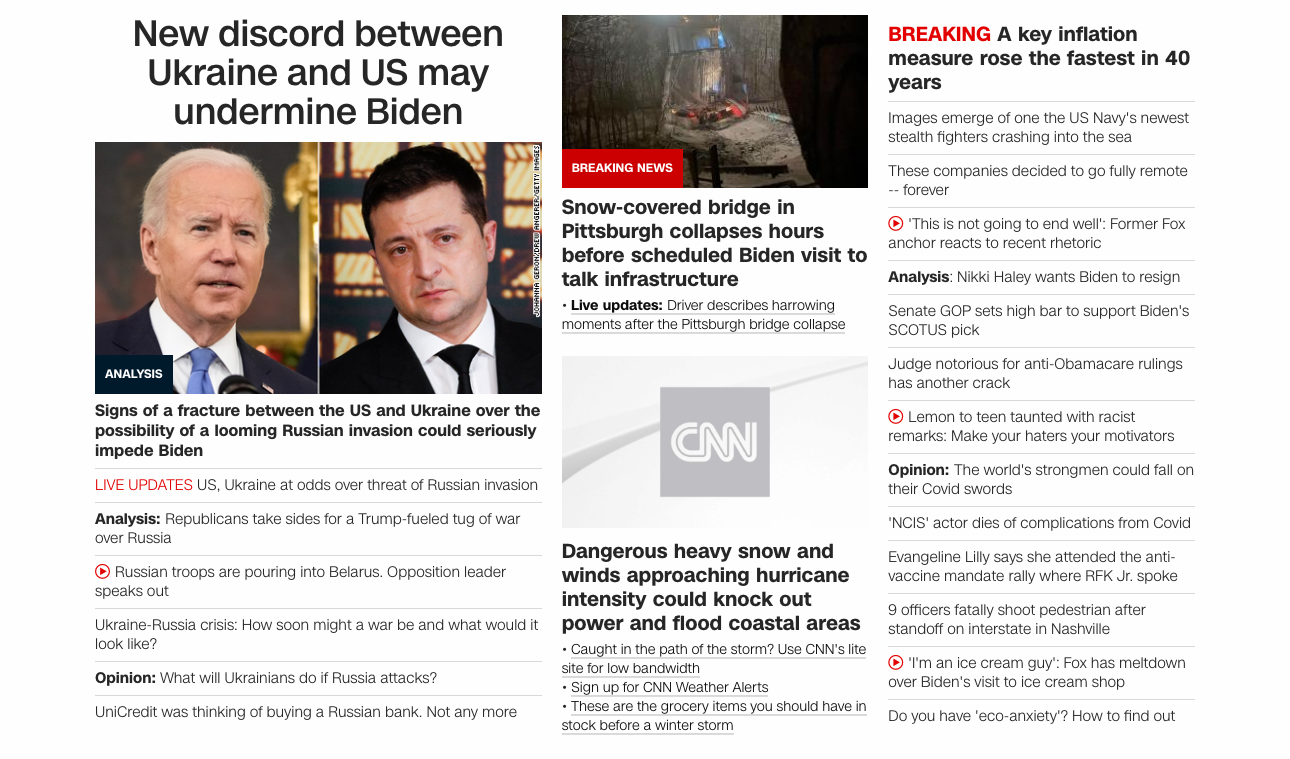 New discord between
Ukraine and US may
undermine Biden
JOHANNA GERON/DREW ANGERER/GETTY IMAGES
ANALYSIS
Signs of a fracture between the US and Ukraine over the
possibility of a looming Russian invasion could seriously
impede Biden
LIVE UPDATES US, Ukraine at odds over threat of Russian invasion
Analysis: Republicans take sides for a Trump-fueled tug of war
over Russia
Russian troops are pouring into Belarus. Opposition leader
speaks out
Ukraine-Russia crisis: How soon might a war be and what would it
look like?
Opinion: What will Ukrainians do if Russia attacks?
UniCredit was thinking of buying a Russian bank. Not any more
BREAKING NEWS
Snow-covered bridge in
Pittsburgh collapses hours
before scheduled Biden visit to
talk infrastructure
• Live updates: Driver describes harrowing
moments after the Pittsburgh bridge collapse
CNN
Dangerous heavy snow and
winds approaching hurricane
intensity could knock out
power and flood coastal areas
• Caught in the path of the storm? Use CNN's lite
site for low bandwidth
• Sign up for CNN Weather Alerts
• These are the grocery items you should have in
stock before a winter storm
BREAKING A key inflation
measure rose the fastest in 40
years
Images emerge of one the US Navy's newest
stealth fighters crashing into the sea
These companies decided to go fully remote
-- forever
'This is not going to end well': Former Fox
anchor reacts to recent rhetoric
Analysis: Nikki Haley wants Biden to resign
Senate GOP sets high bar to support Biden's
SCOTUS pick
Judge notorious for anti-Obamacare rulings
has another crack
Lemon to teen taunted with racist
remarks: Make your haters your motivators
Opinion: The world's strongmen could fall on
their Covid swords
'NCIS' actor dies of complications from Covid
Evangeline Lilly says she attended the anti-
vaccine mandate rally where RFK Jr. spoke
9 officers fatally shoot pedestrian after
standoff on interstate in Nashville
'I'm an ice cream guy': Fox has meltdown
over Biden's visit to ice cream shop
Do you have 'eco-anxiety'? How to find out